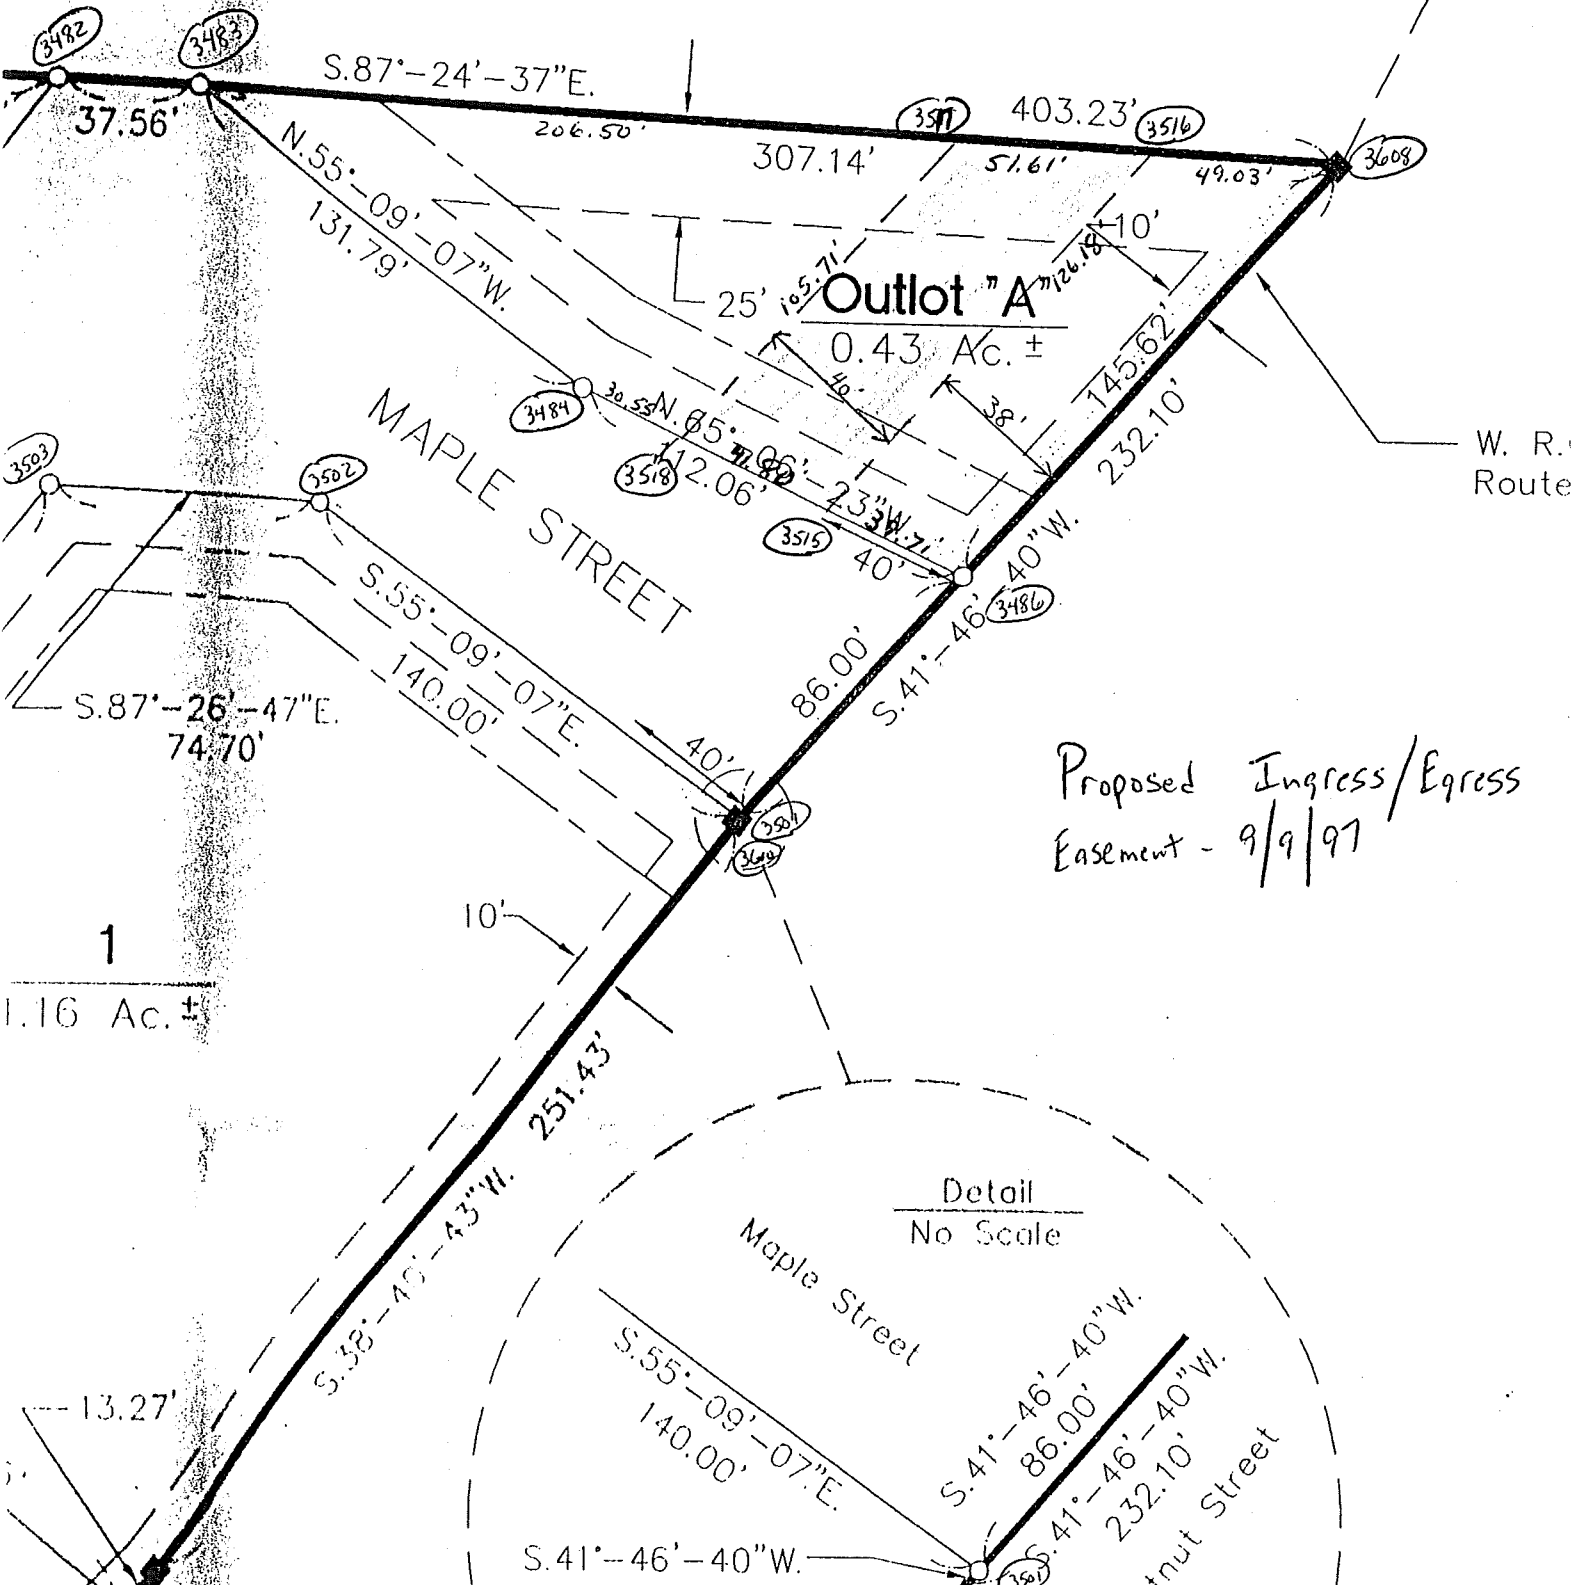 3482
3483
S.87°-24'-37"E.
37.56'
206.50'
3517
403.23'
3516
307.14'
51.61'
49.03'
3608
N.55°-09'-07"W.
131.79'
10'
25'
105.71'
126.18'
Outlot "A"
0.43 Ac. ±
145.62'
232.10'
40'
38'
W. R.
Route
3484
30.55'
N.65°-06'-23"W.
112.06'
3518
MAPLE STREET
3503
3502
3515
39.71'
40'
3486
S.41°-46'-40"W.
86.00'
S.55°-09'-07"E.
140.00'
S.87°-26'-47"E.
74.70'
40'
3501
Proposed Ingress/Egress
Easement - 9/9/97
10'
1
1.16 Ac. ±
251.43'
Detail
No Scale
Maple Street
S.55°-09'-07"E.
140.00'
S.41°-46'-40"W.
86.00'
S.41°-46'-40"W.
232.10'
tnut Street
13.27'
S.41°-46'-40"W.
3501